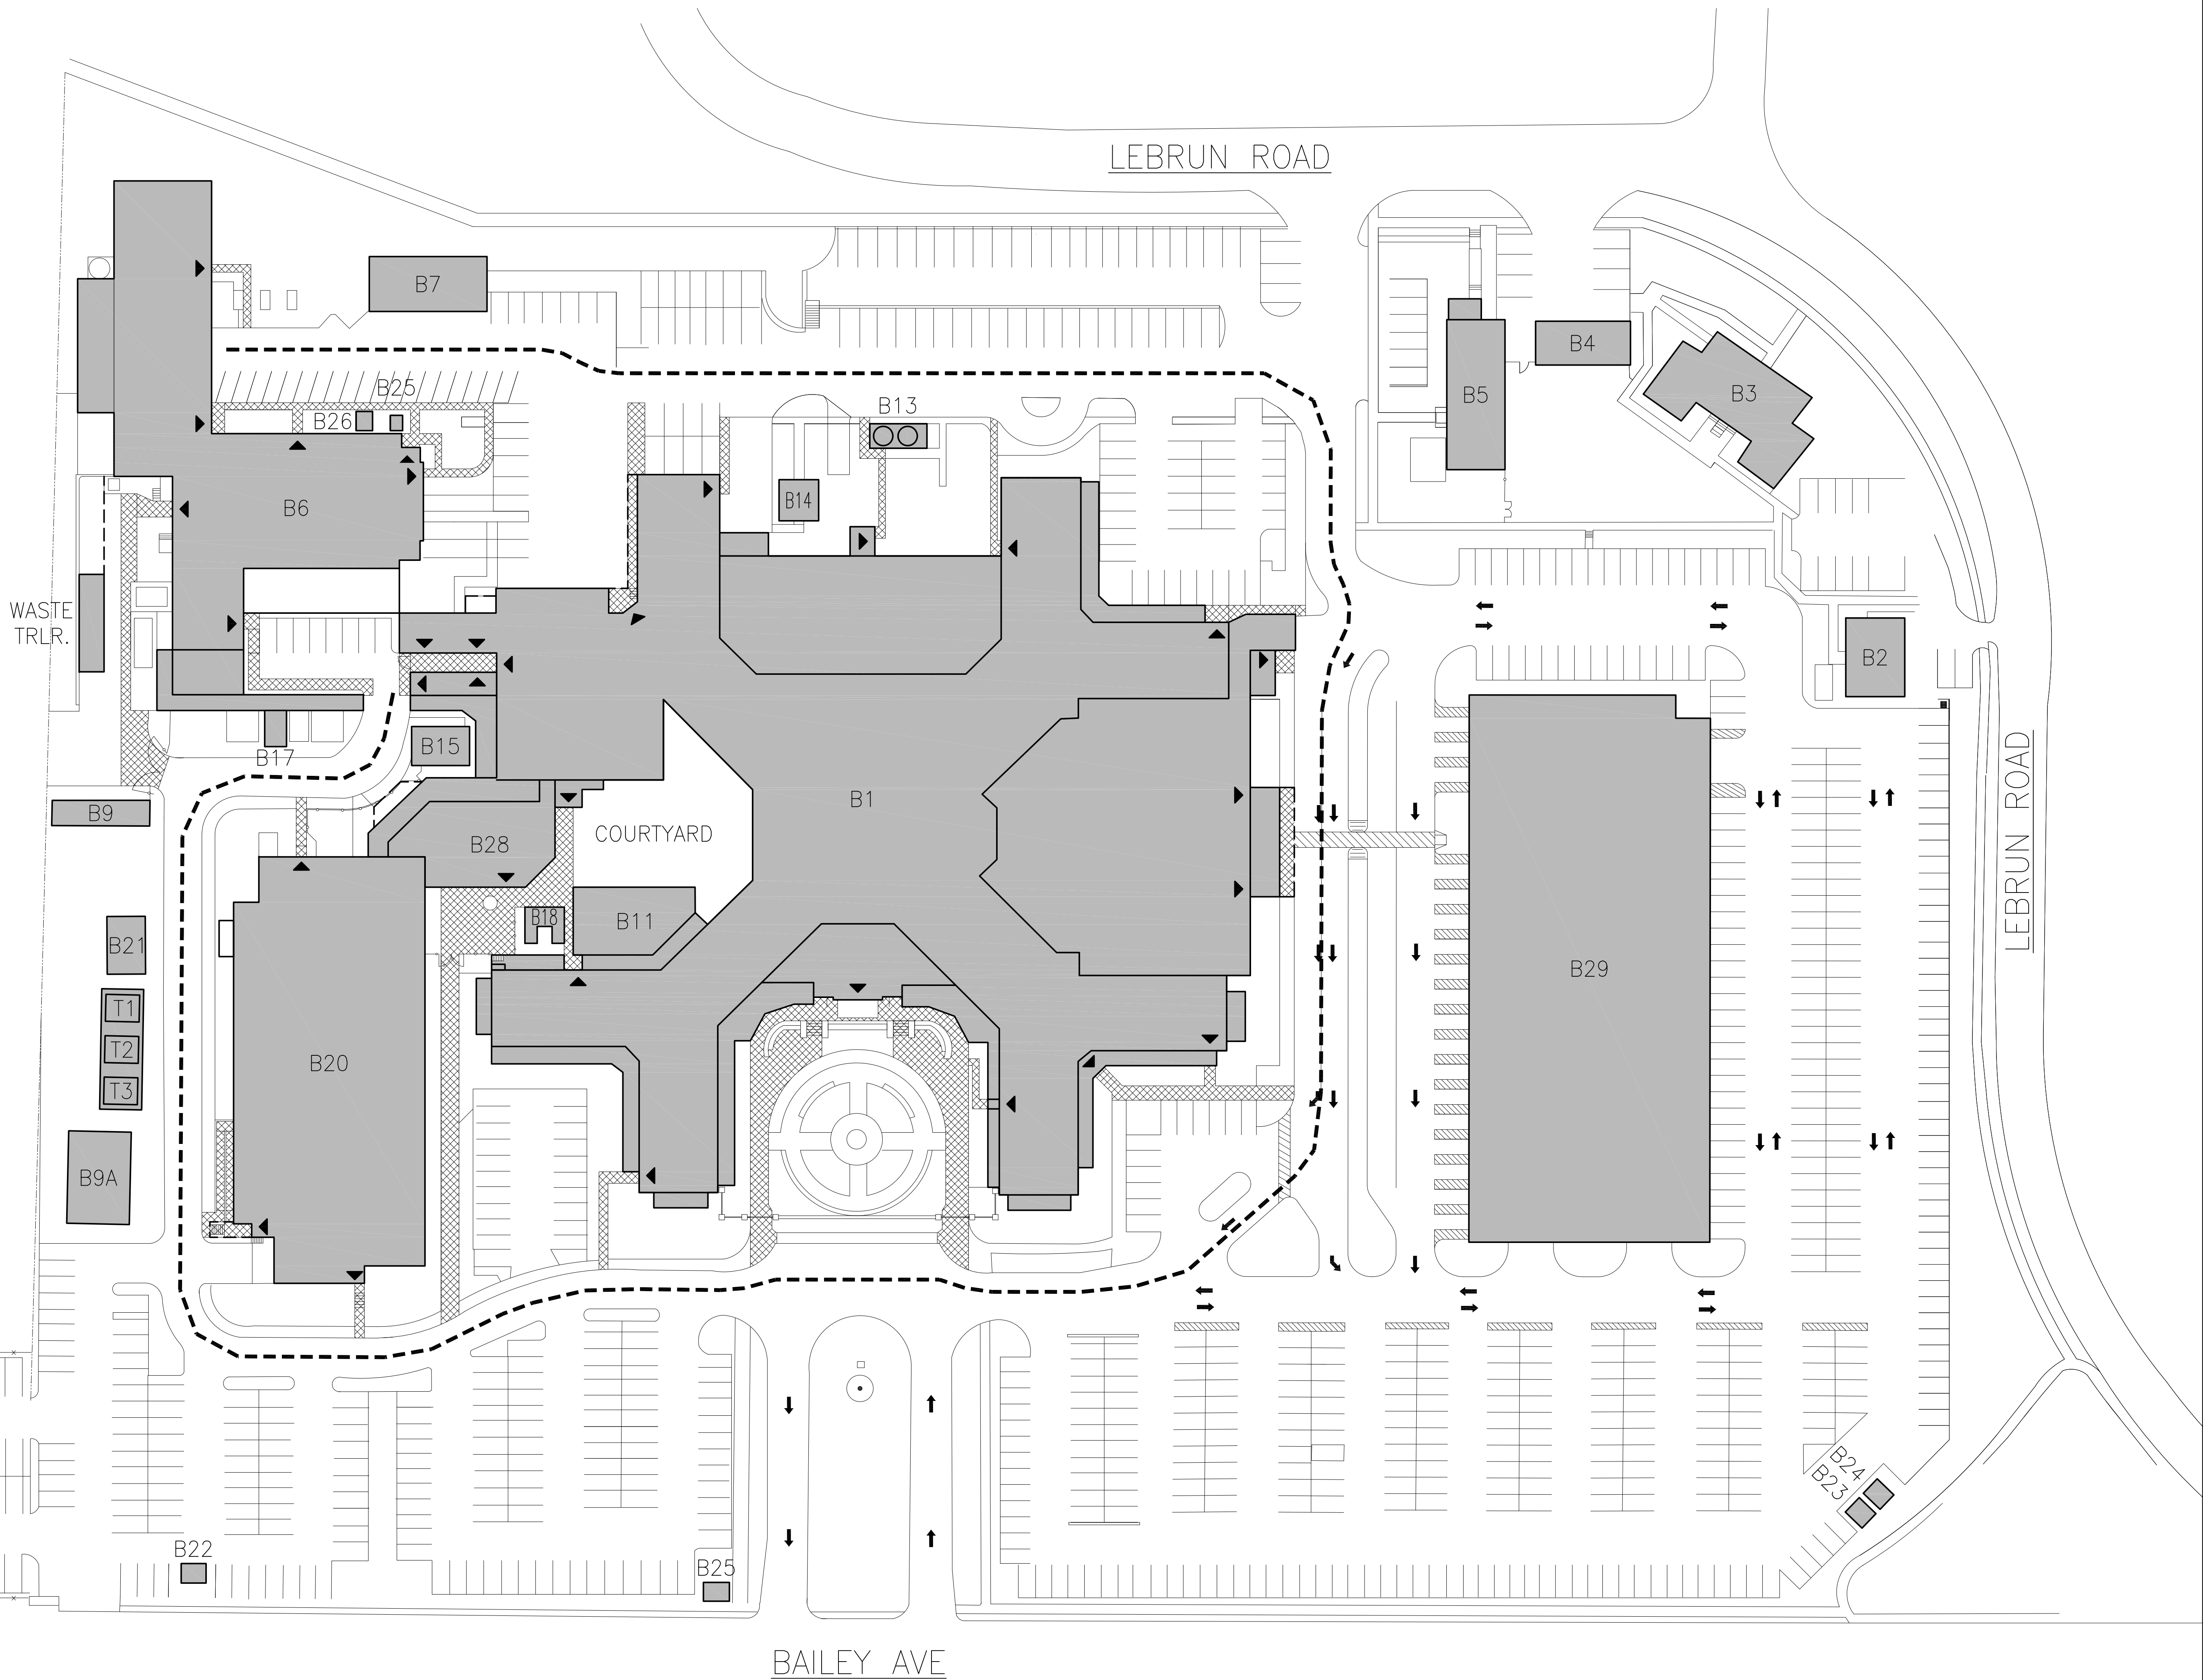 LEBRUN ROAD
B7
B25
B26
B13
B5
B4
B3
B14
B6
WASTE
TRLR.
B2
B15
B17
B9
B1
COURTYARD
B28
B18
B11
B21
B29
LEBRUN ROAD
T1
T2
T3
B20
B9A
B24
B23
B22
B25
BAILEY AVE